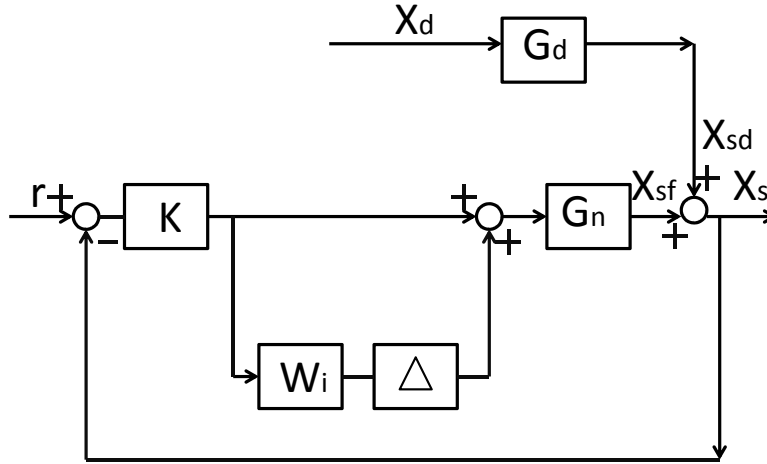 Xd
Gd
Xsd
+
r + K + Gn Xsf Xs
− + +
Wi △